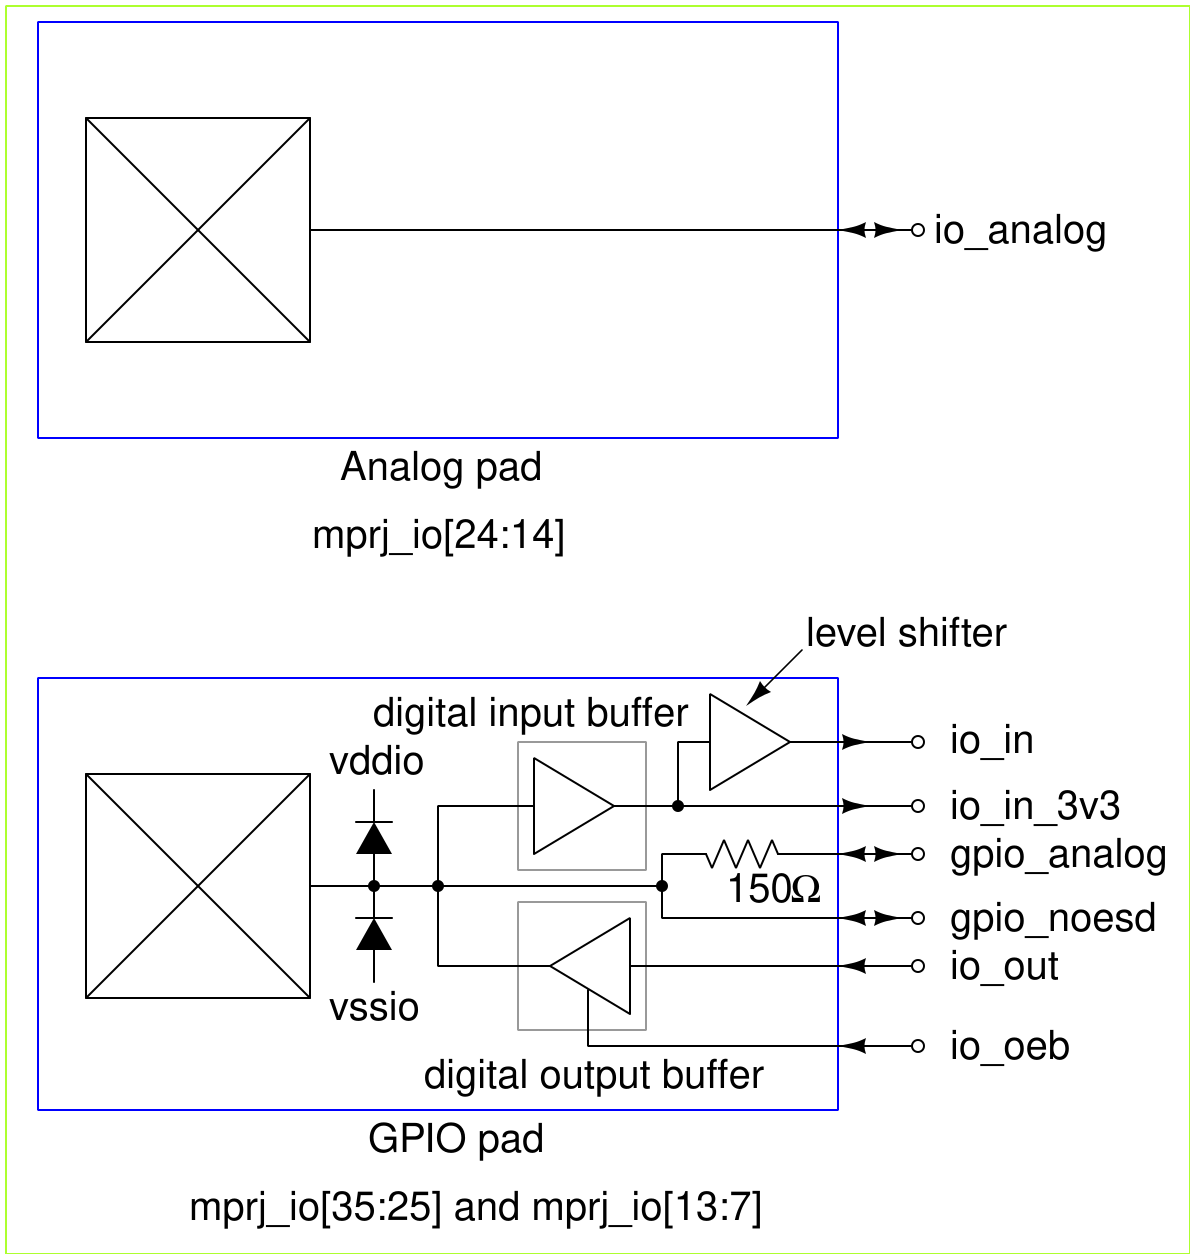 io_analog
Analog pad
mprj_io[24:14]
level shifter
digital input buffer
vddio
io_in
io_in_3v3
gpio_analog
150Ω
gpio_noesd
io_out
vssio
io_oeb
digital output buffer
GPIO pad
mprj_io[35:25] and mprj_io[13:7]